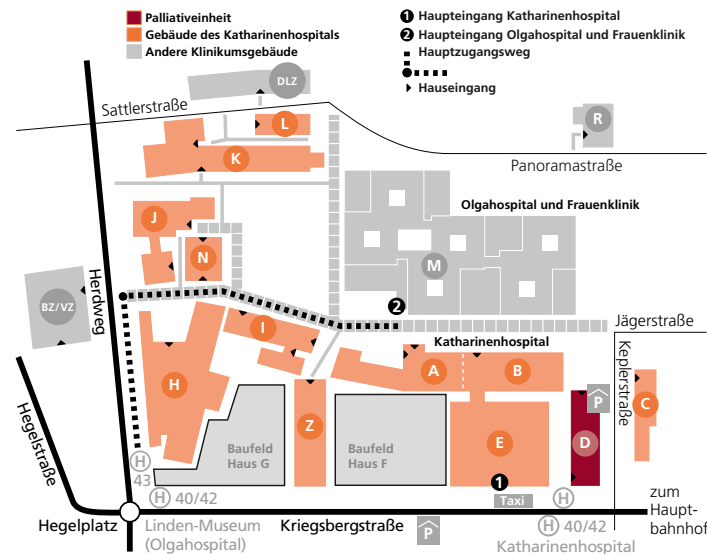 Palliativeinheit
Gebäude des Katharinenhospitals
Andere Klinikumsgebäude
1 Haupteingang Katharinenhospital
2 Haupteingang Olgahospital und Frauenklinik
Hauptzugangsweg
Hauseingang
DLZ
Sattlerstraße
L
R
K
Panoramastraße
Olgahospital und Frauenklinik
J
N
M
Herdweg
BZ/VZ
2
I
Jägerstraße
Katharinenhospital
H
A
B
Keplerstraße
C
P
Hegelstraße
Z
E
D
Baufeld
Haus G
Baufeld
Haus F
H
43
1
H 40/42
Taxi
H
zum
Haupt-
bahnhof
Hegelplatz
Linden-Museum
(Olgahospital)
Kriegsbergstraße
P
H 40/42
Katharinenhospital